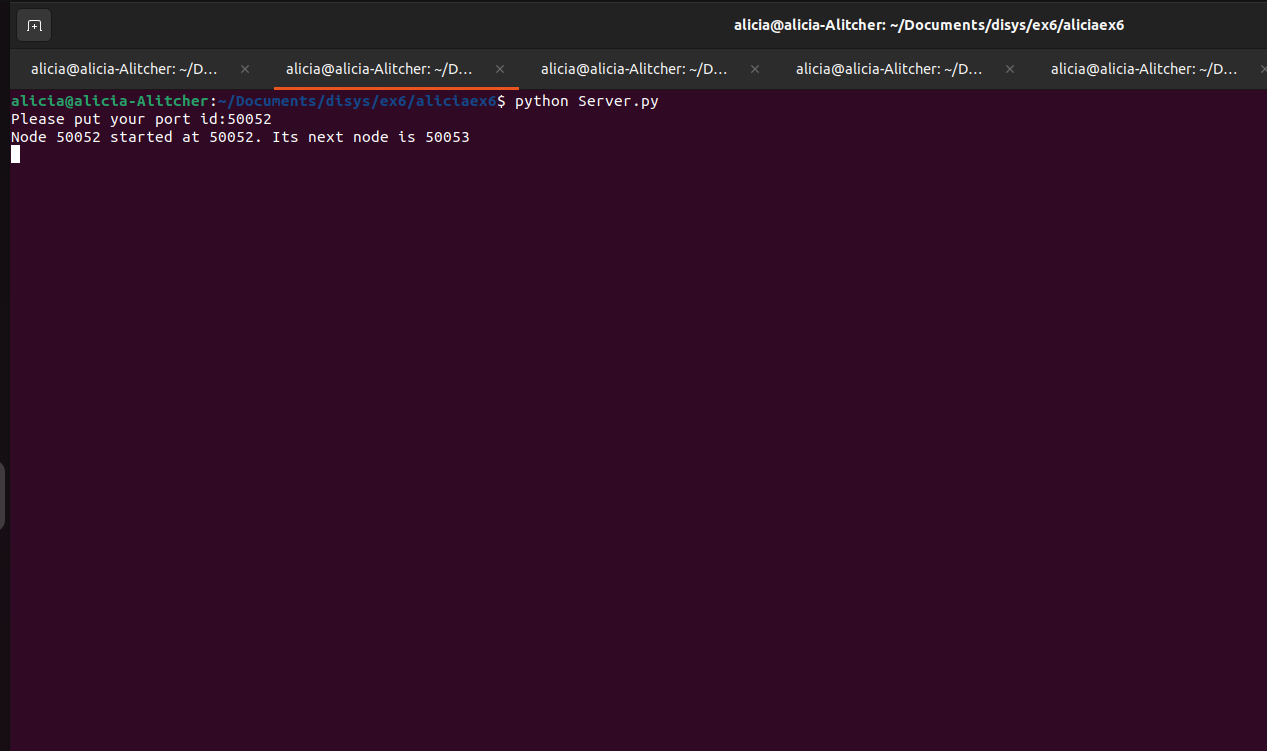 alicia@alicia-Alitcher: ~/Documents/disys/ex6/aliciaex6
alicia@alicia-Alitcher: ~/D... × alicia@alicia-Alitcher: ~/D... × alicia@alicia-Alitcher: ~/D... × alicia@alicia-Alitcher: ~/D... × alicia@alicia-Alitcher: ~/D... ×
alicia@alicia-Alitcher:~/Documents/disys/ex6/aliciaex6$ python Server.py
Please put your port id:50052
Node 50052 started at 50052. Its next node is 50053